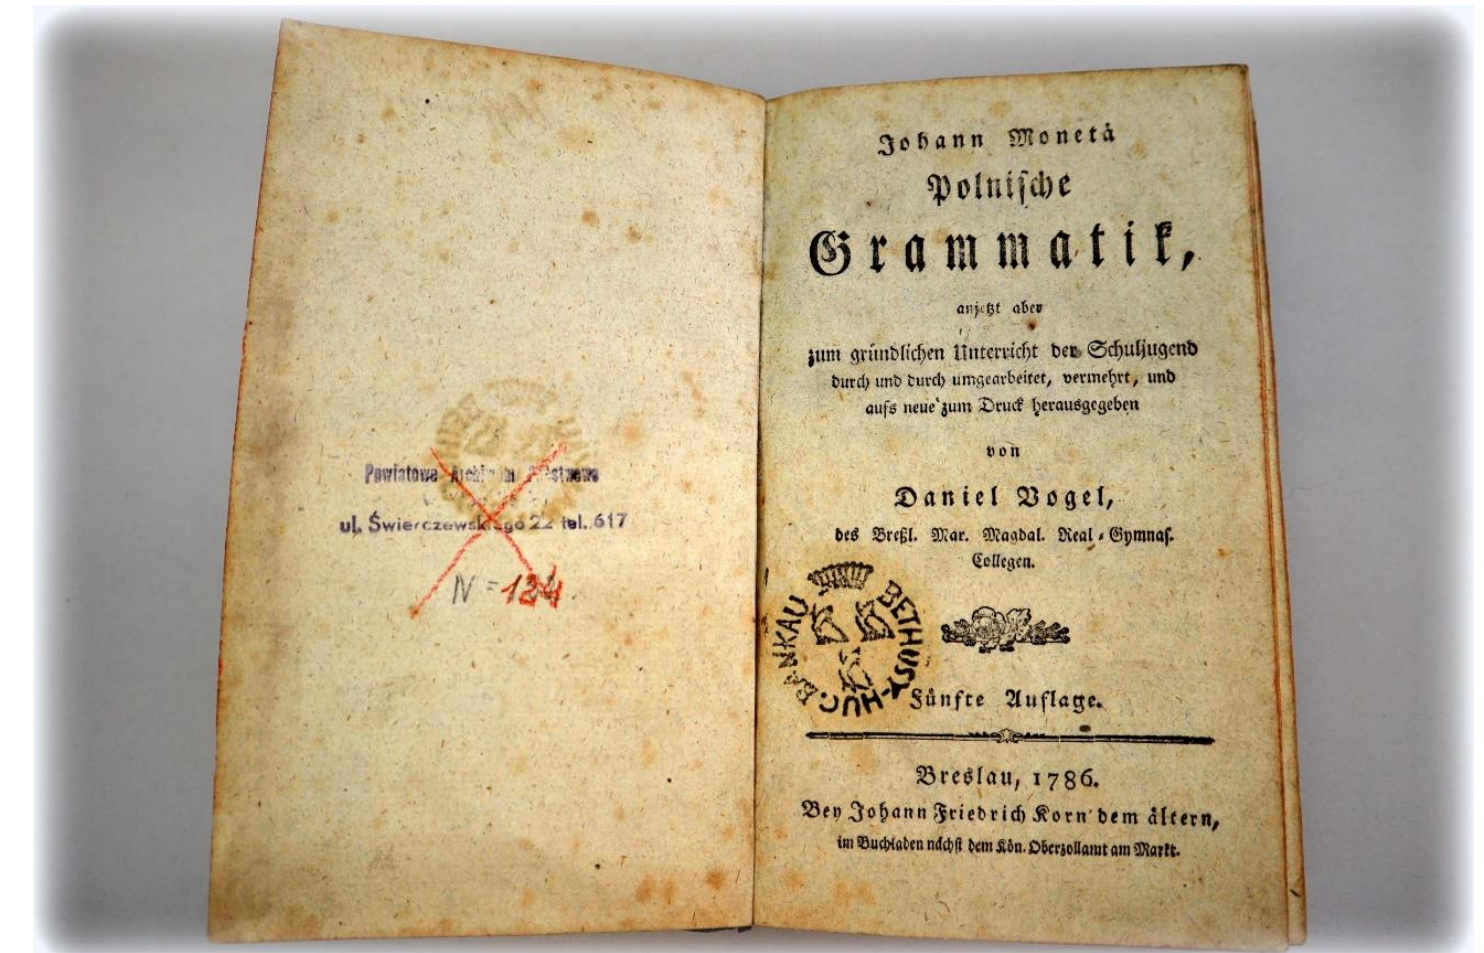 Powiatowe Archiwum Państwowe
ul. Świerczewskiego 22 tel. 617
N = 124
Johann Monetä
Polnische
Grammatik,
anjetzt aber
zum gründlichen Unterricht der Schuljugend
durch und durch umgearbeitet, vermehrt, und
aufs neue zum Druck herausgegeben
von
Daniel Vogel,
des Breßl. Mar. Magdal. Real-Gymnas.
Collegen.
BETHUSY-HUC. BANKAU
Fünfte Auflage.
Breslau, 1786.
Bey Johann Friedrich Korn dem ältern,
im Buchladen nächst dem Kön. Oberzollamt am Markt.